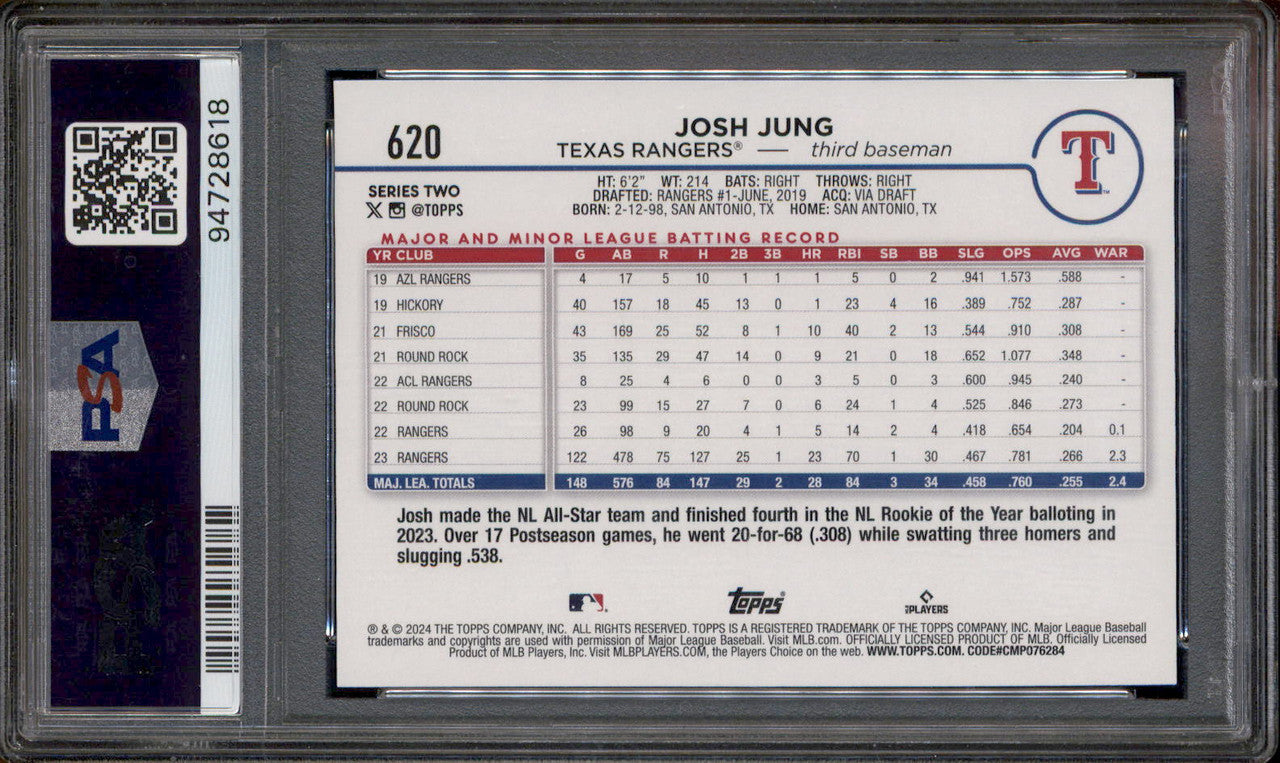 94728618
PSA
620
JOSH JUNG
TEXAS RANGERS® — third baseman
T
SERIES TWO
X @TOPPS
HT: 6'2" WT: 214 BATS: RIGHT THROWS: RIGHT
DRAFTED: RANGERS #1-JUNE, 2019 ACQ: VIA DRAFT
BORN: 2-12-98, SAN ANTONIO, TX HOME: SAN ANTONIO, TX
MAJOR AND MINOR LEAGUE BATTING RECORD
YR CLUB G AB R H 2B 3B HR RBI SB BB SLG OPS AVG WAR
19 AZL RANGERS 4 17 5 10 1 1 1 5 0 2 .941 1.573 .588 -
19 HICKORY 40 157 18 45 13 0 1 23 4 16 .389 .752 .287 -
21 FRISCO 43 169 25 52 8 1 10 40 2 13 .544 .910 .308 -
21 ROUND ROCK 35 135 29 47 14 0 9 21 0 18 .652 1.077 .348 -
22 ACL RANGERS 8 25 4 6 0 0 3 5 0 3 .600 .945 .240 -
22 ROUND ROCK 23 99 15 27 7 0 6 24 1 4 .525 .846 .273 -
22 RANGERS 26 98 9 20 4 1 5 14 2 4 .418 .654 .204 0.1
23 RANGERS 122 478 75 127 25 1 23 70 1 30 .467 .781 .266 2.3
MAJ. LEA. TOTALS 148 576 84 147 29 2 28 84 3 34 .458 .760 .255 2.4
Josh made the NL All-Star team and finished fourth in the NL Rookie of the Year balloting in
2023. Over 17 Postseason games, he went 20-for-68 (.308) while swatting three homers and
slugging .538.
Topps
PLAYERS
® & © 2024 THE TOPPS COMPANY, INC. ALL RIGHTS RESERVED. TOPPS IS A REGISTERED TRADEMARK OF THE TOPPS COMPANY, INC. Major League Baseball
trademarks and copyrights are used with permission of Major League Baseball. Visit MLB.com. OFFICIALLY LICENSED PRODUCT OF MLB. Officially Licensed
Product of MLB Players, Inc. Visit MLBPLAYERS.COM, the Players Choice on the web. WWW.TOPPS.COM. CODE#CMP076284